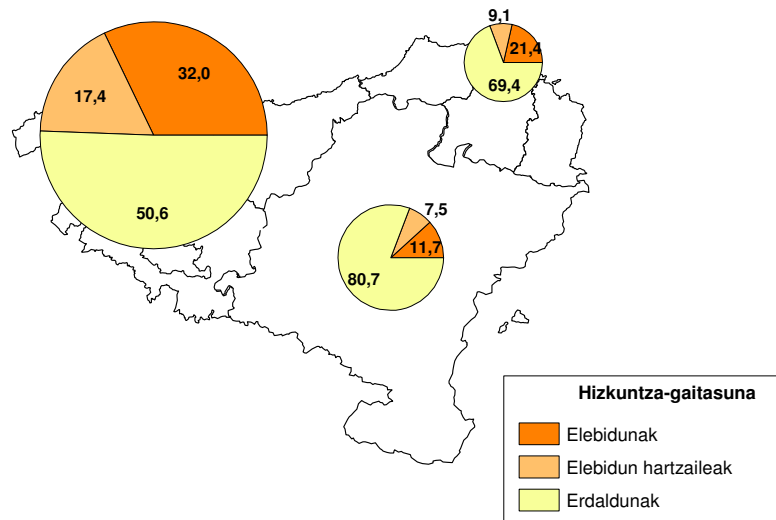 9,1
21,4
69,4
32,0
17,4
50,6
7,5
11,7
80,7
Hizkuntza-gaitasuna
Elebidunak
Elebidun hartzaileak
Erdaldunak